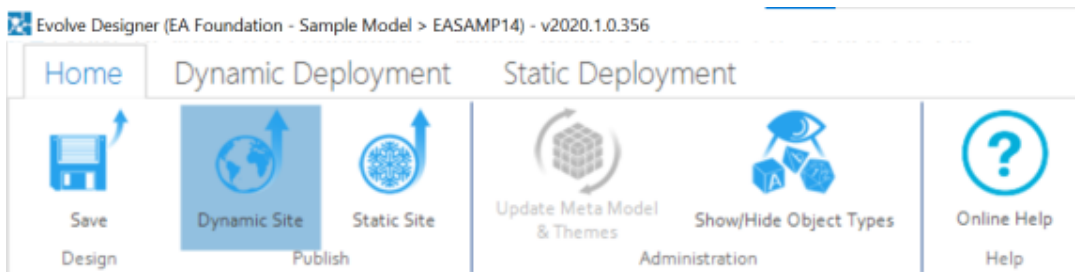 Evolve Designer (EA Foundation - Sample Model > EASAMP14) - v2020.1.0.356
Home Dynamic Deployment Static Deployment
Save Dynamic Site Static Site Update Meta Model & Themes Show/Hide Object Types Online Help
Design Publish Administration Help